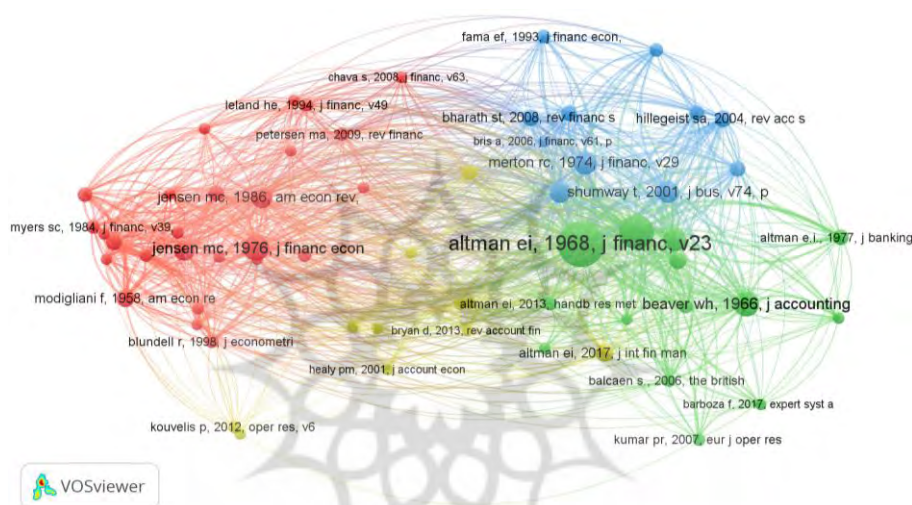 fama ef, 1993, j financ econ,
chava s, 2008, j financ, v63,
leland he, 1994, j financ, v49
bharath st, 2008, rev financ s
hillegeist sa, 2004, rev acc s
petersen ma, 2009, rev financ
bris a, 2006, j financ, v61, p
merton rc, 1974, j financ, v29
jensen mc, 1986, am econ rev,
shumway t, 2001, j bus, v74, p
myers sc, 1984, j financ, v39,
altman ei, 1968, j financ, v23
altman e.i., 1977, j banking
jensen mc, 1976, j financ econ
modigliani f, 1958, am econ re
altman ei, 2013, handb res met
beaver wh, 1966, j accounting
bryan d, 2013, rev account fin
blundell r, 1998, j econometri
altman ei, 2017, j int fin man
healy pm, 2001, j account econ
balcaen s., 2006, the british
barboza f, 2017, expert syst a
kouvelis p, 2012, oper res, v6
kumar pr, 2007, eur j oper res
VOSviewer